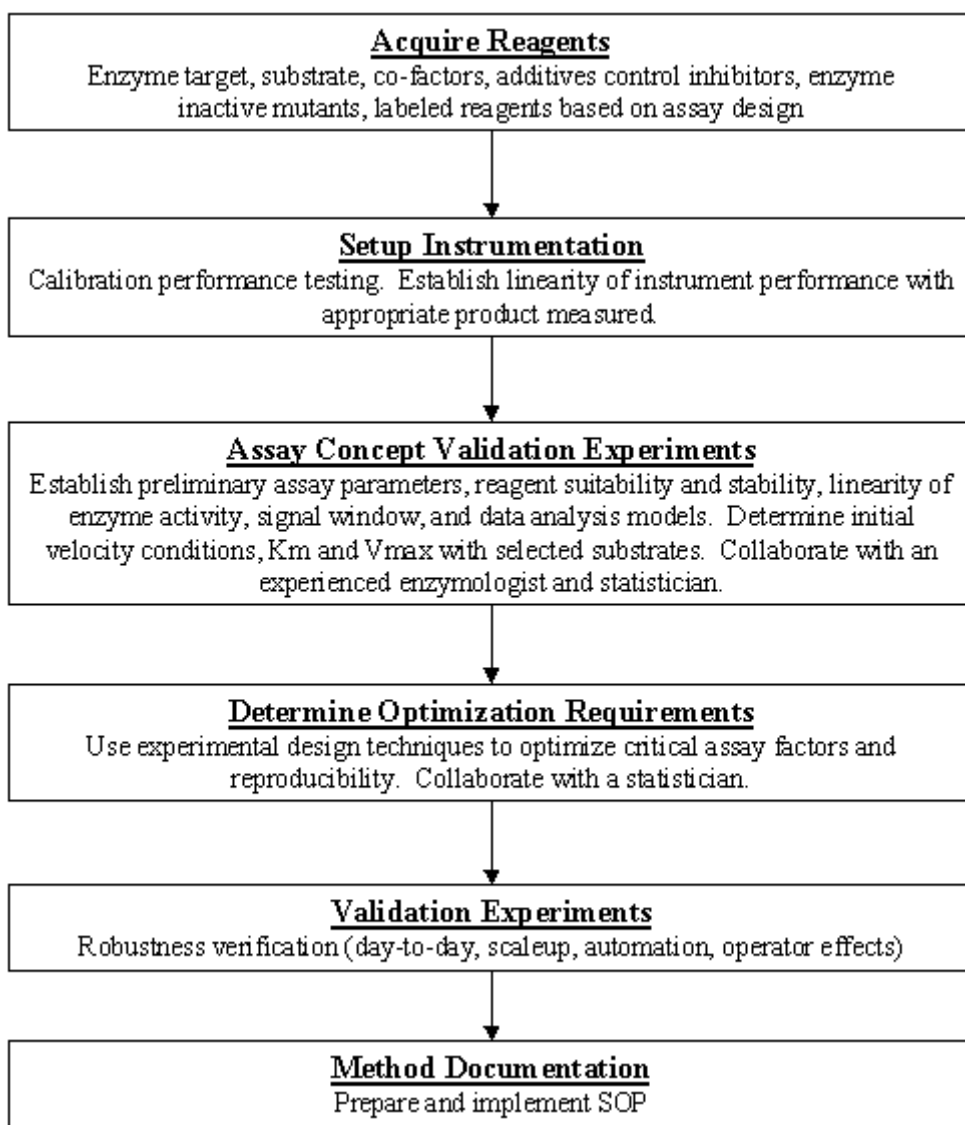 Acquire Reagents
Enzyme target, substrate, co-factors, additives control inhibitors, enzyme
inactive mutants, labeled reagents based on assay design
Setup Instrumentation
Calibration performance testing. Establish linearity of instrument performance with
appropriate product measured.
Assay Concept Validation Experiments
Establish preliminary assay parameters, reagent suitability and stability, linearity of
enzyme activity, signal window, and data analysis models. Determine initial
velocity conditions, Km and Vmax with selected substrates. Collaborate with an
experienced enzymologist and statistician.
Determine Optimization Requirements
Use experimental design techniques to optimize critical assay factors and
reproducibility. Collaborate with a statistician.
Validation Experiments
Robustness verification (day-to-day, scaleup, automation, operator effects)
Method Documentation
Prepare and implement SOP